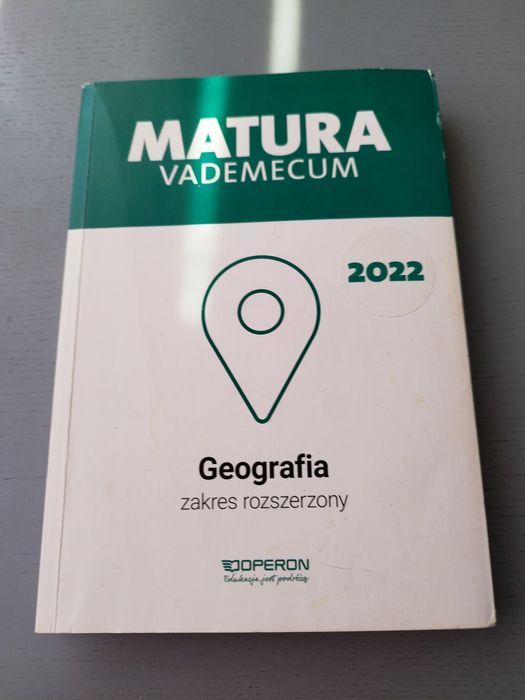 MATURA
VADEMECUM
2022
Geografia
zakres rozszerzony
OPERON
Edukacja jest podróżą